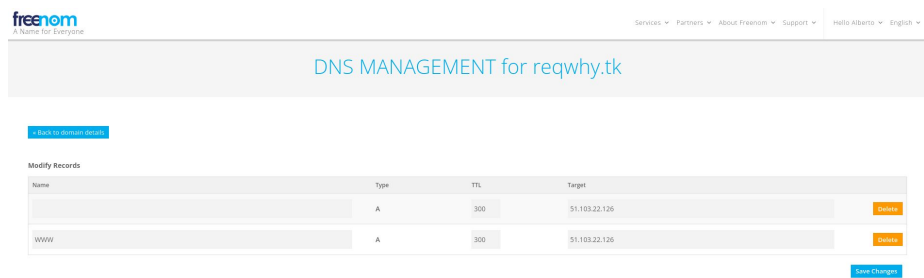 freenom
A Name for Everyone
Services Partners About Freenom Support Hello Alberto English
DNS MANAGEMENT for reqwhy.tk
« Back to domain details
Modify Records
Name Type TTL Target
A 300 51.103.22.126 Delete
WWW A 300 51.103.22.126 Delete
Save Changes